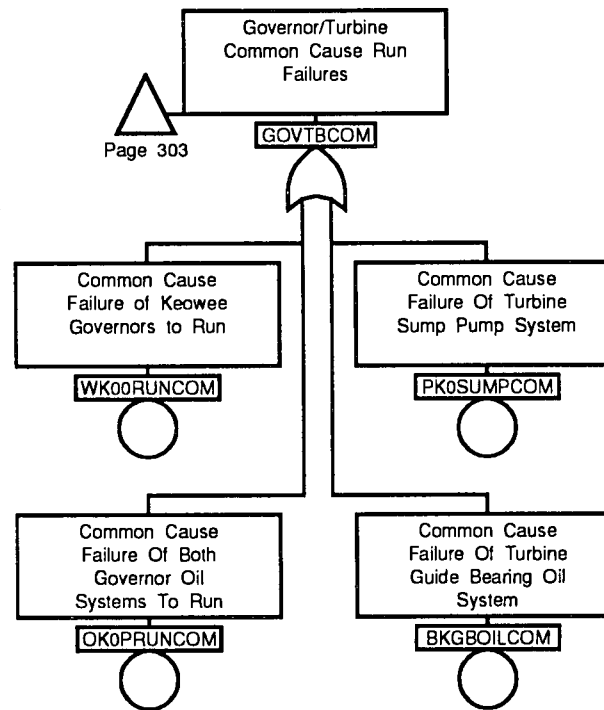 Governor/Turbine
Common Cause Run
Failures
Page 303
GOVTBCOM
Common Cause
Failure of Keowee
Governors to Run
WK00RUNCOM
Common Cause
Failure Of Turbine
Sump Pump System
PK0SUMPCOM
Common Cause
Failure Of Both
Governor Oil
Systems To Run
OK0PRUNCOM
Common Cause
Failure Of Turbine
Guide Bearing Oil
System
BKGBOILCOM